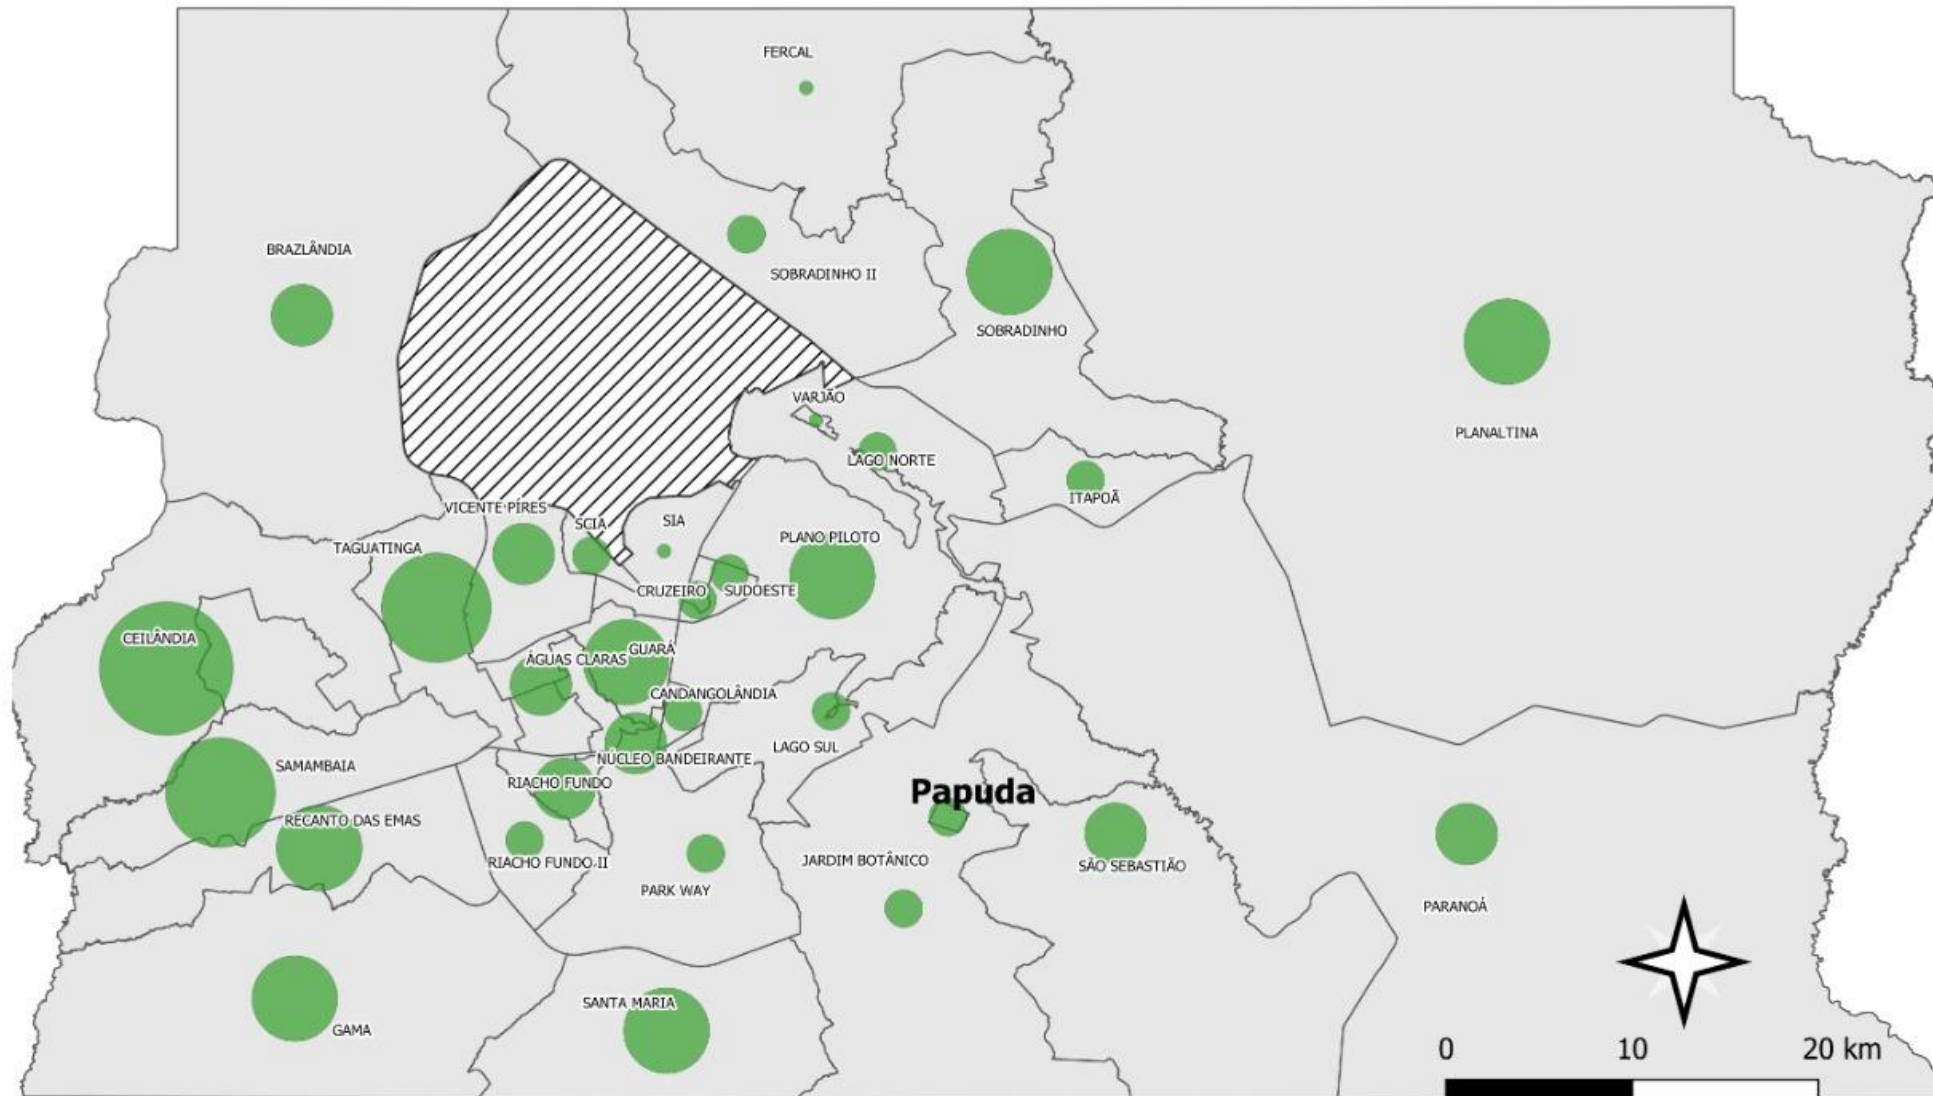 FERCAL
BRAZLÂNDIA
SOBRADINHO II
SOBRADINHO
VARJÃO
PLANALTINA
LAGO NORTE
ITAPOÃ
VICENTE PÍRES
SCIA
SIA
PLANO PILOTO
TAGUATINGA
CRUZEIRO
SUDOESTE
CEILÂNDIA
GUARÁ
ÁGUAS CLARAS
CANDANGOLÂNDIA
LAGO SUL
NÚCLEO BANDEIRANTE
SAMAMBAIA
RIACHO FUNDO
Papuda
RECANTO DAS EMAS
RIACHO FUNDO II
JARDIM BOTÂNICO
SÃO SEBASTIÃO
PARK WAY
PARANOÁ
SANTA MARIA
GAMA
0 10 20 km